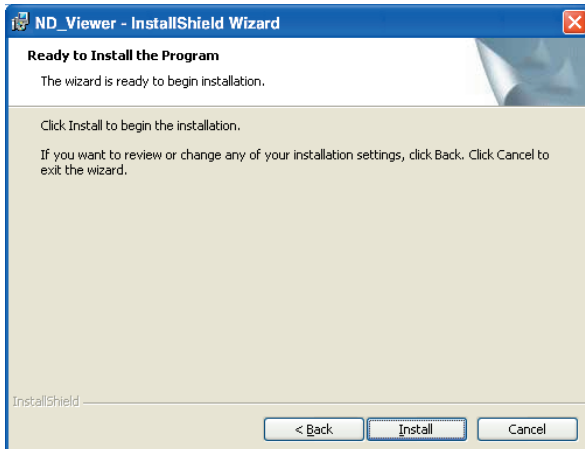 ND_Viewer - InstallShield Wizard
Ready to Install the Program
The wizard is ready to begin installation.
Click Install to begin the installation.
If you want to review or change any of your installation settings, click Back. Click Cancel to
exit the wizard.
InstallShield
< Back Install Cancel